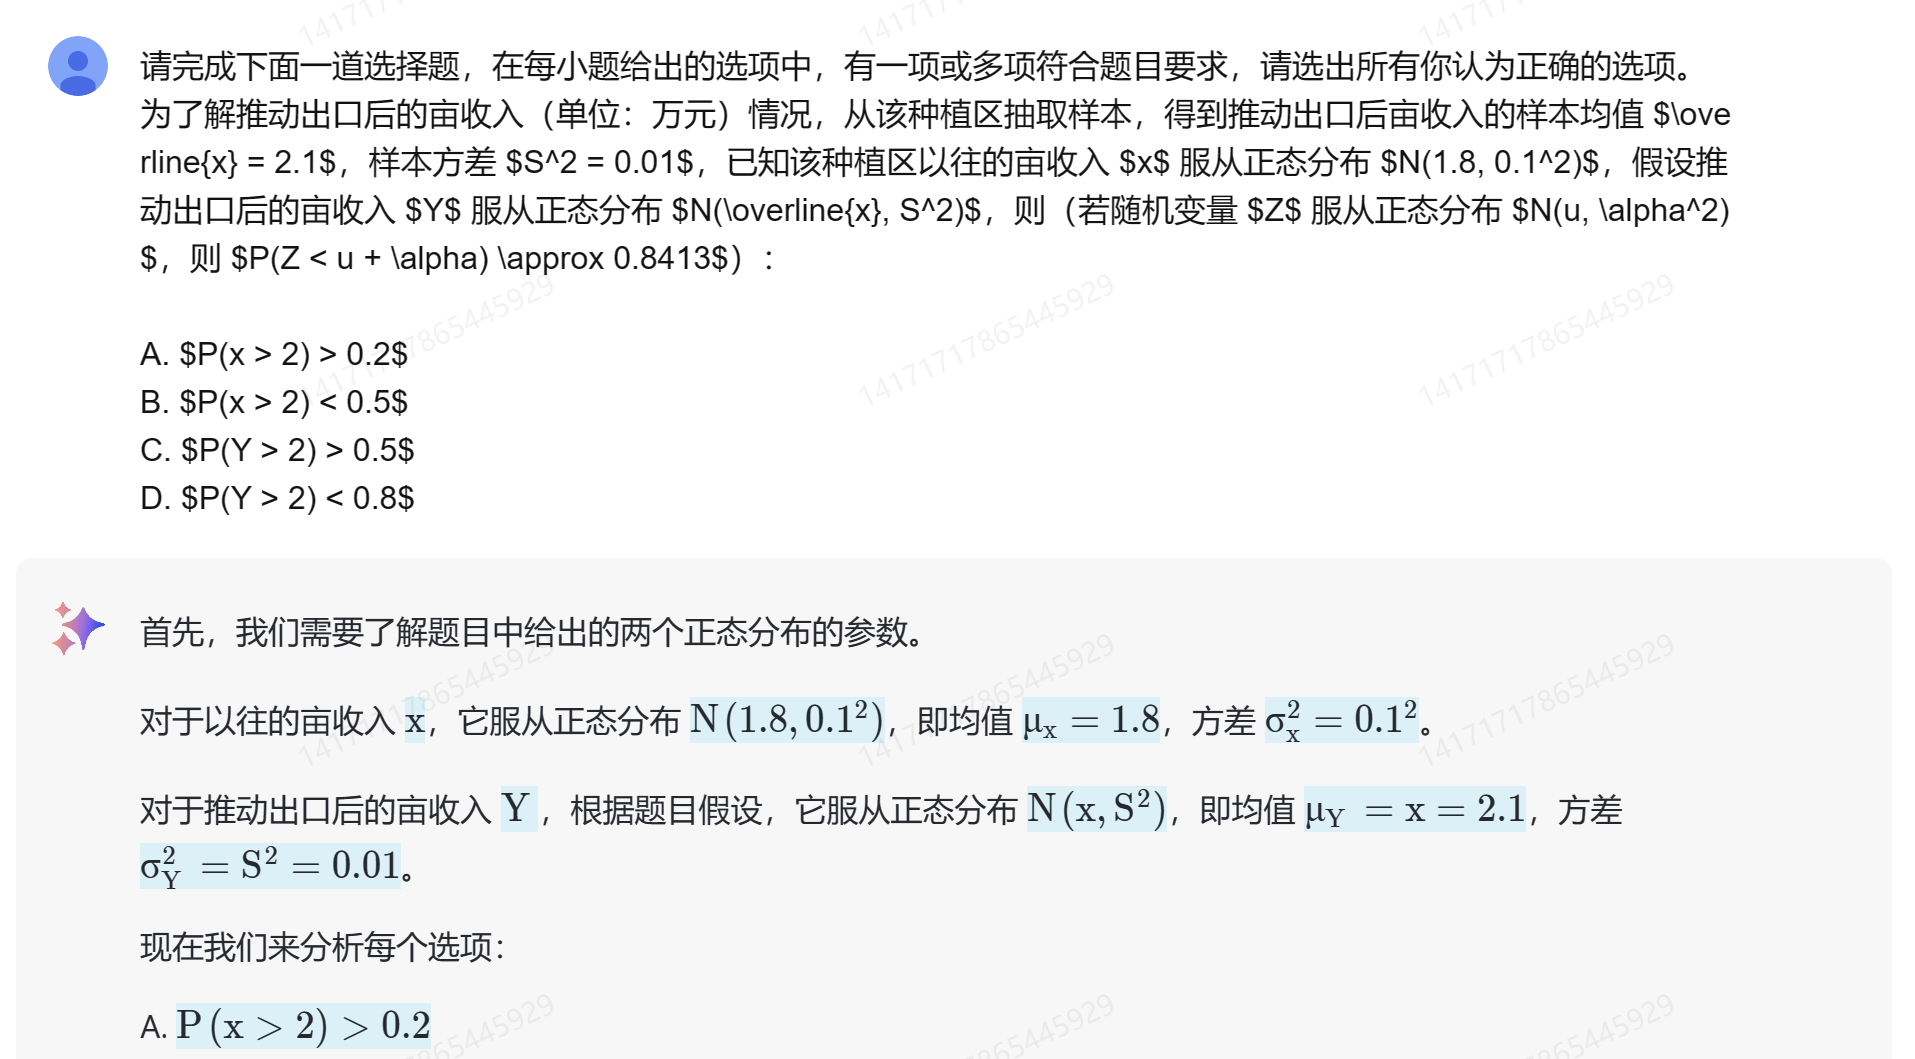 请完成下面一道选择题，在每小题给出的选项中，有一项或多项符合题目要求，请选出所有你认为正确的选项。
为了解推动出口后的亩收入（单位：万元）情况，从该种植区抽取样本，得到推动出口后亩收入的样本均值 $\ove
rline{x} = 2.1$，样本方差 $S^2 = 0.01$，已知该种植区以往的亩收入 $x$ 服从正态分布 $N(1.8, 0.1^2)$，假设推
动出口后的亩收入 $Y$ 服从正态分布 $N(\overline{x}, S^2)$，则（若随机变量 $Z$ 服从正态分布 $N(u, \alpha^2)
$，则 $P(Z < u + \alpha) \approx 0.8413$）：
A. $P(x > 2) > 0.2$
B. $P(x > 2) < 0.5$
C. $P(Y > 2) > 0.5$
D. $P(Y > 2) < 0.8$
首先，我们需要了解题目中给出的两个正态分布的参数。
对于以往的亩收入 x，它服从正态分布 N(1.8, 0.1²)，即均值 μₓ = 1.8，方差 σₓ² = 0.1²。
对于推动出口后的亩收入 Y，根据题目假设，它服从正态分布 N(x, S²)，即均值 μ_Y = x = 2.1，方差
σ_Y² = S² = 0.01。
现在我们来分析每个选项：
A. P(x > 2) > 0.2
14171717865445929